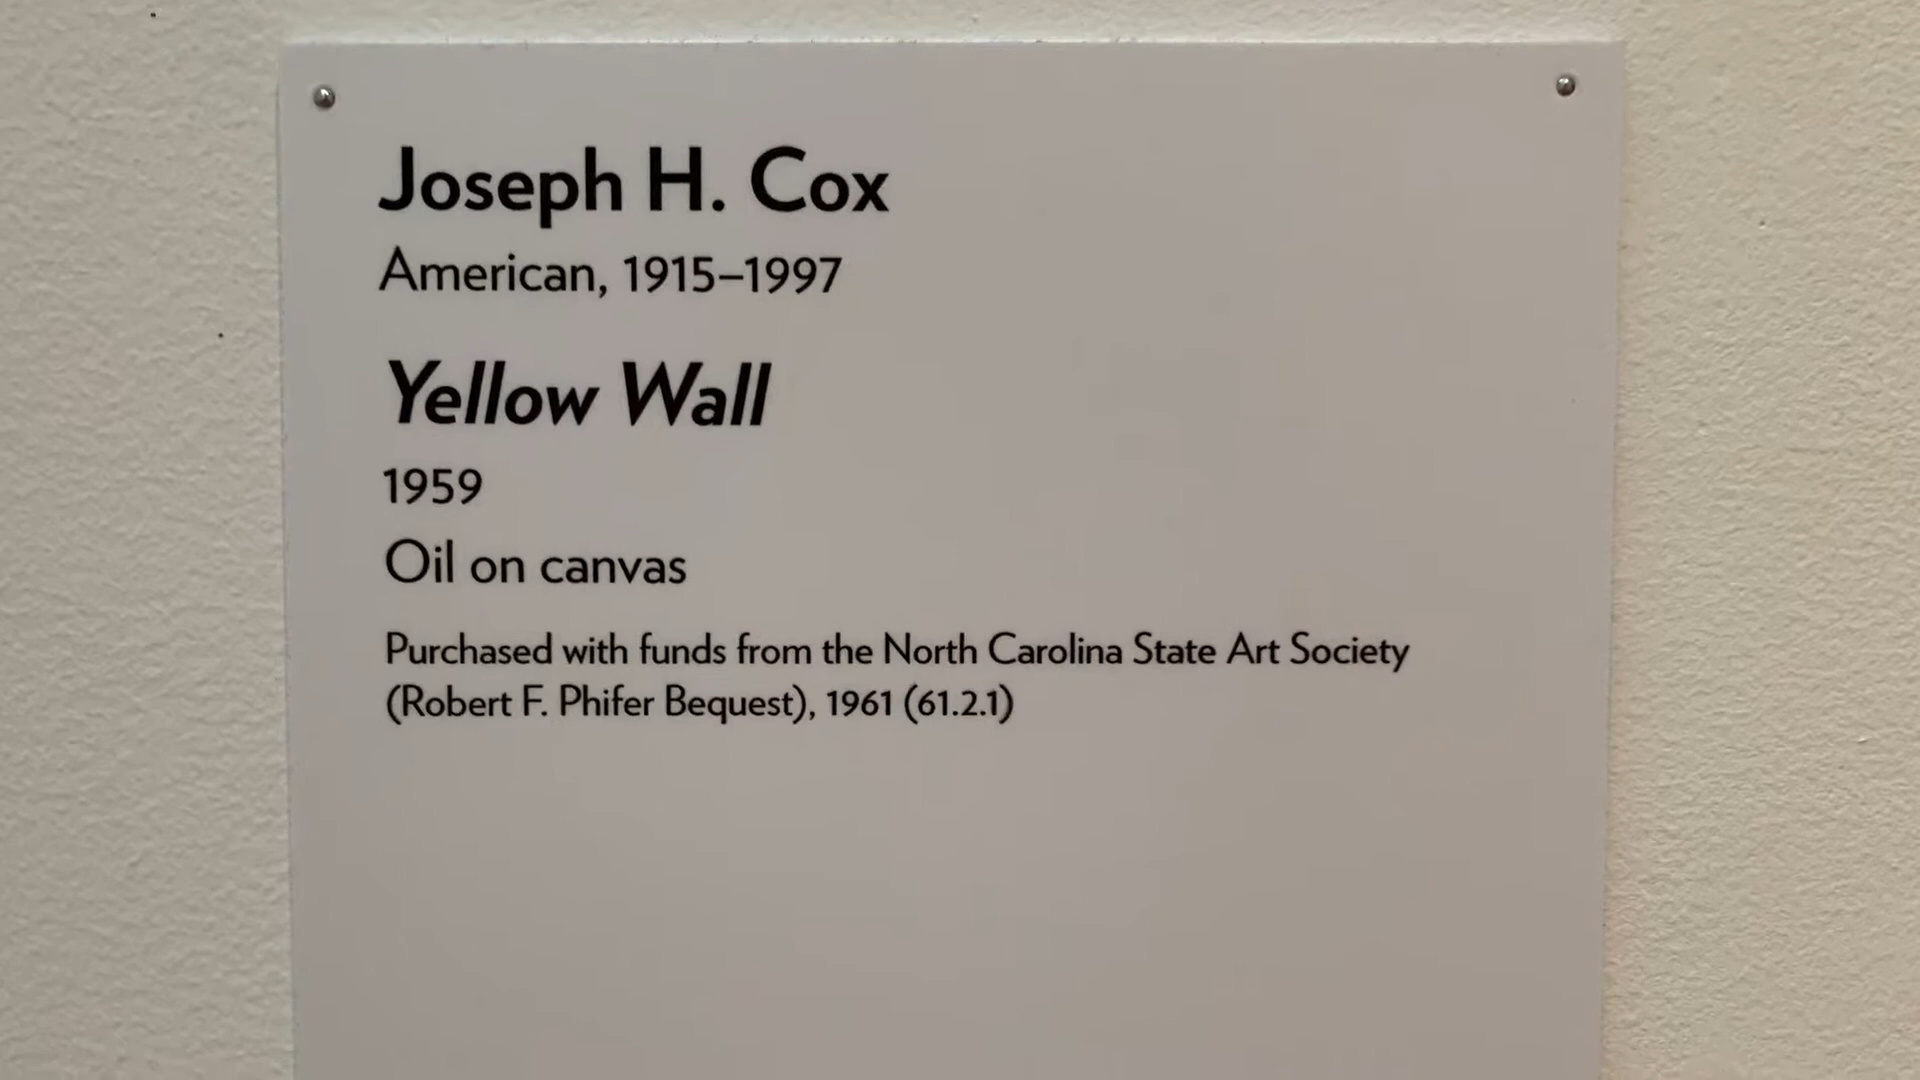 Joseph H. Cox
American, 1915–1997
Yellow Wall
1959
Oil on canvas
Purchased with funds from the North Carolina State Art Society
(Robert F. Phifer Bequest), 1961 (61.2.1)